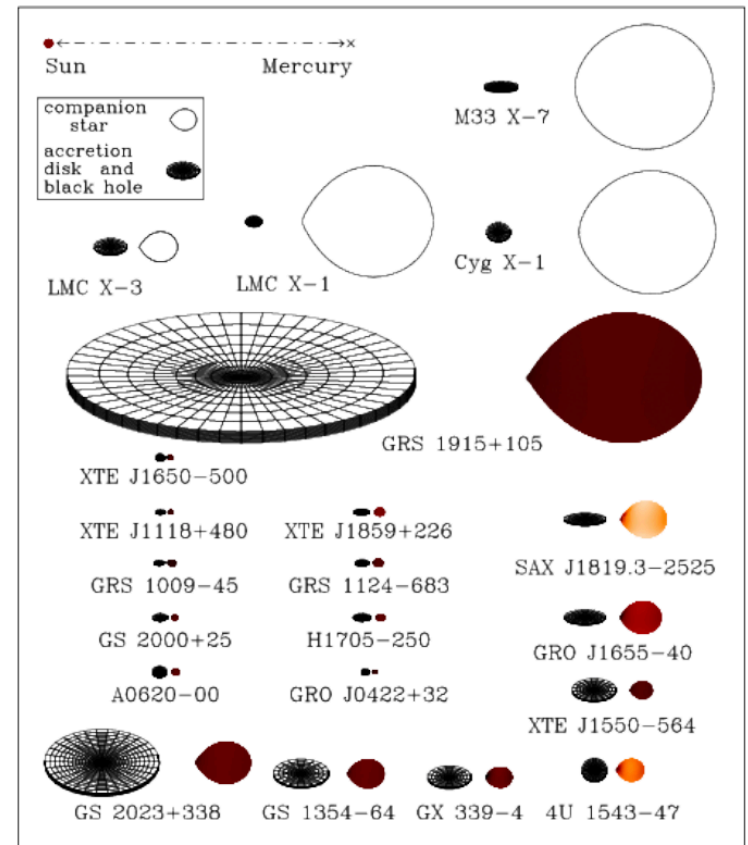 Sun Mercury
M33 X-7
companion
star
accretion
disk and
black hole
LMC X-3
LMC X-1
Cyg X-1
GRS 1915+105
XTE J1650-500
XTE J1118+480
XTE J1859+226
SAX J1819.3-2525
GRS 1009-45
GRS 1124-683
GS 2000+25
H1705-250
GRO J1655-40
A0620-00
GRO J0422+32
XTE J1550-564
GS 2023+338
GS 1354-64
GX 339-4
4U 1543-47